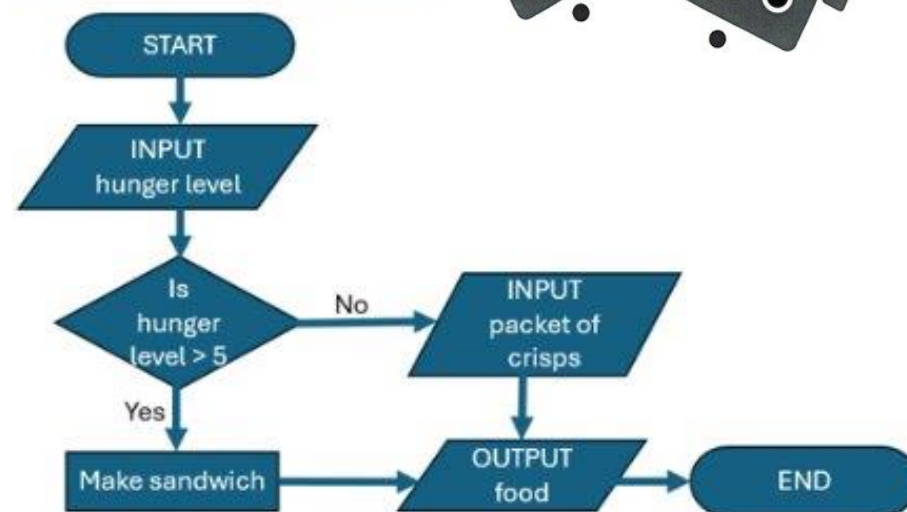 START
INPUT
hunger level
Is
hunger
level > 5
No
INPUT
packet of
crisps
Yes
Make sandwich
OUTPUT
food
END